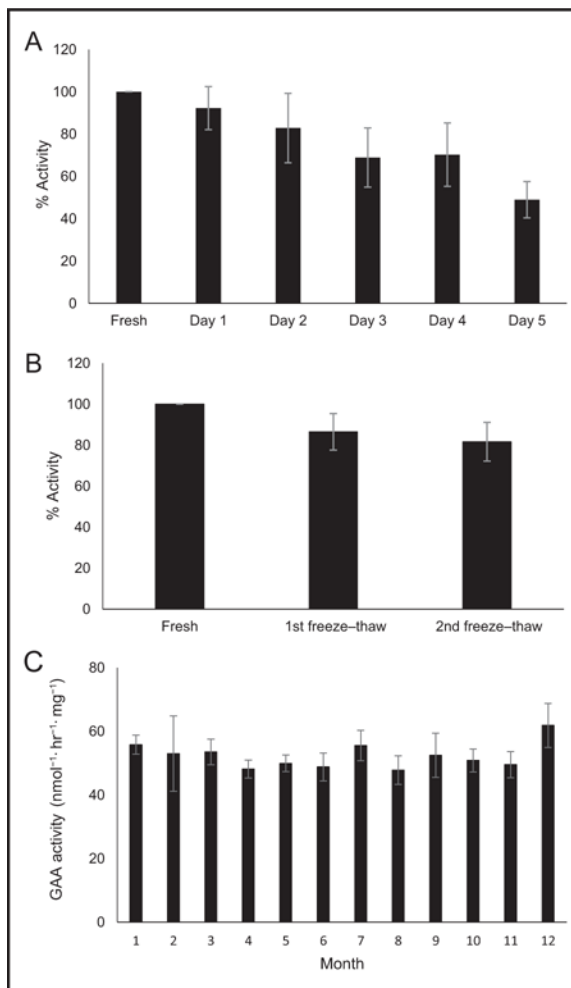 A
% Activity
120
100
80
60
40
20
0
Fresh Day 1 Day 2 Day 3 Day 4 Day 5
B
% Activity
120
100
80
60
40
20
0
Fresh 1st freeze–thaw 2nd freeze–thaw
C
GAA activity (nmol⁻¹· hr⁻¹· mg⁻¹)
80
60
40
20
0
1 2 3 4 5 6 7 8 9 10 11 12
Month